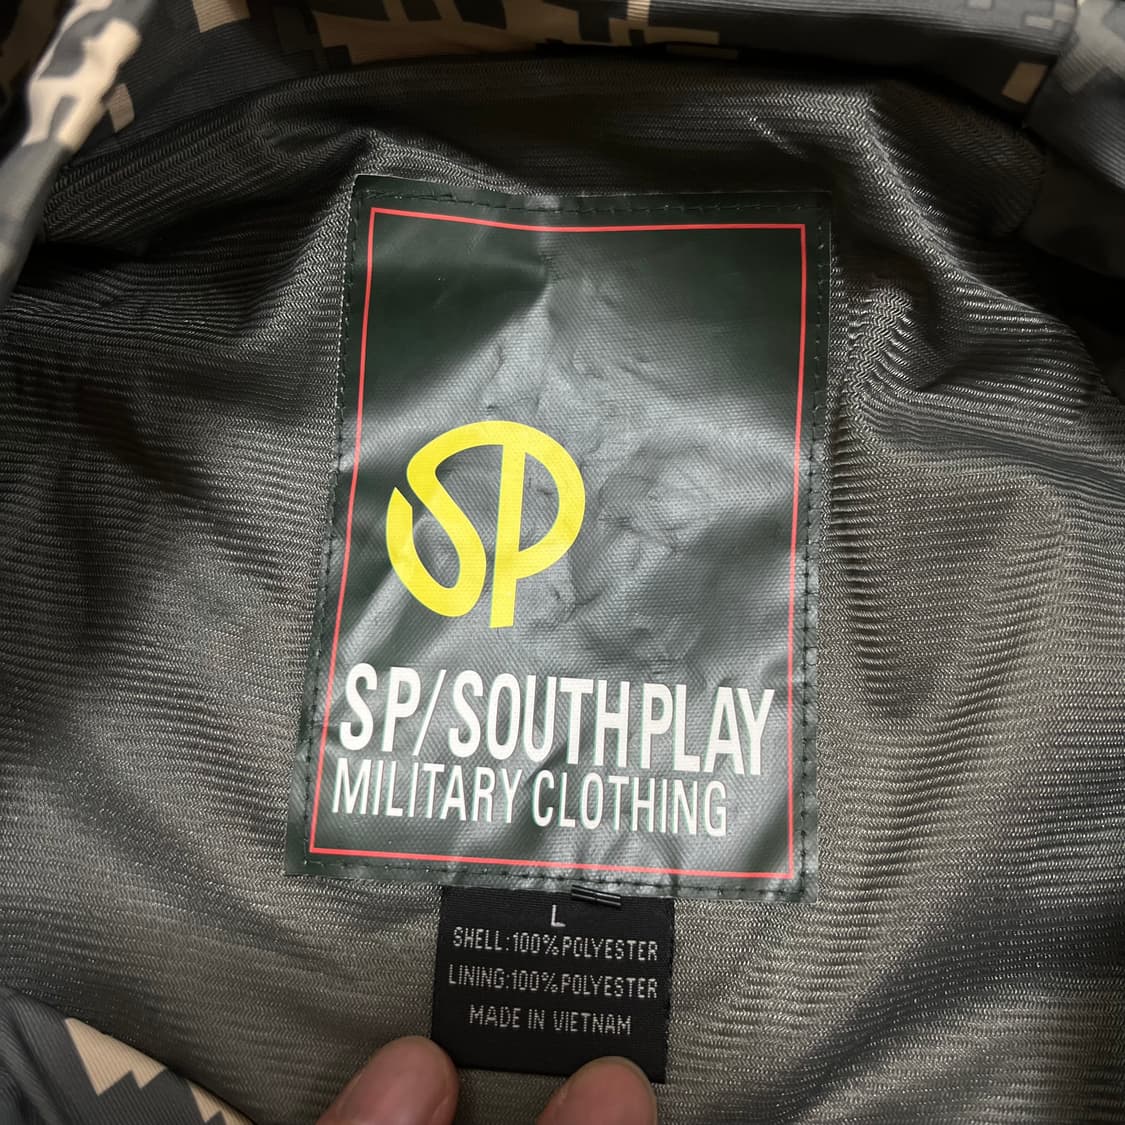 SP
SP/SOUTHPLAY
MILITARY CLOTHING
L
SHELL:100%POLYESTER
LINING:100%POLYESTER
MADE IN VIETNAM